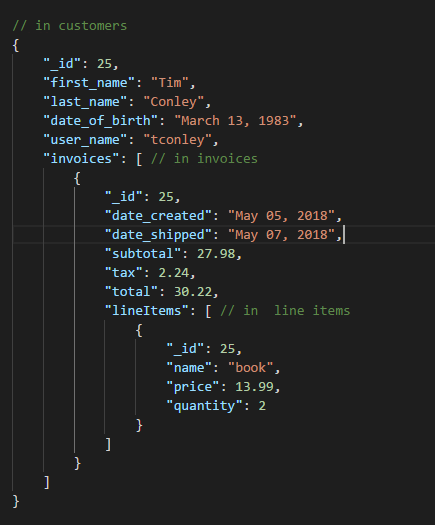 // in customers
{
    "_id": 25,
    "first_name": "Tim",
    "last_name": "Conley",
    "date_of_birth": "March 13, 1983",
    "user_name": "tconley",
    "invoices": [ // in invoices
        {
            "_id": 25,
            "date_created": "May 05, 2018",
            "date_shipped": "May 07, 2018",
            "subtotal": 27.98,
            "tax": 2.24,
            "total": 30.22,
            "lineItems": [ // in  line items
                {
                    "_id": 25,
                    "name": "book",
                    "price": 13.99,
                    "quantity": 2
                }
            ]
        }
    ]
}